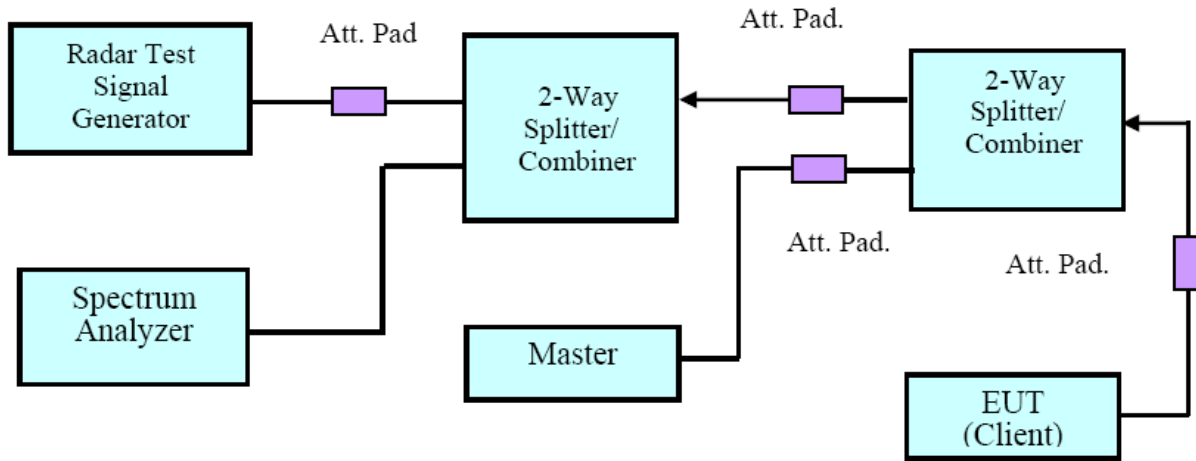 Radar Test
Signal
Generator
Att. Pad
2-Way
Splitter/
Combiner
Att. Pad.
2-Way
Splitter/
Combiner
Att. Pad.
Att. Pad.
Spectrum
Analyzer
Master
EUT
(Client)